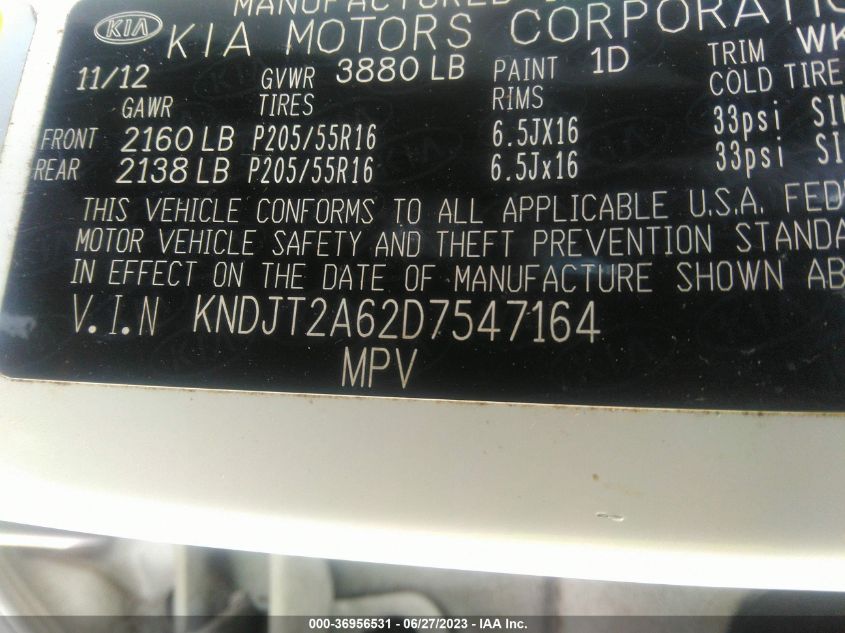 MANUFACTURED
KIA KIA MOTORS CORPORATION
11/12 GVWR 3880 LB PAINT 1D TRIM WK
GAWR TIRES RIMS COLD TIRE
FRONT 2160 LB P205/55R16 6.5JX16 33psi
REAR 2138 LB P205/55R16 6.5Jx16 33psi
THIS VEHICLE CONFORMS TO ALL APPLICABLE U.S.A.
MOTOR VEHICLE SAFETY AND THEFT PREVENTION STANDA
IN EFFECT ON THE DATE OF MANUFACTURE SHOWN AB
V.I.N KNDJT2A62D7547164
MPV
000-36956531 - 06/27/2023 - IAA Inc.